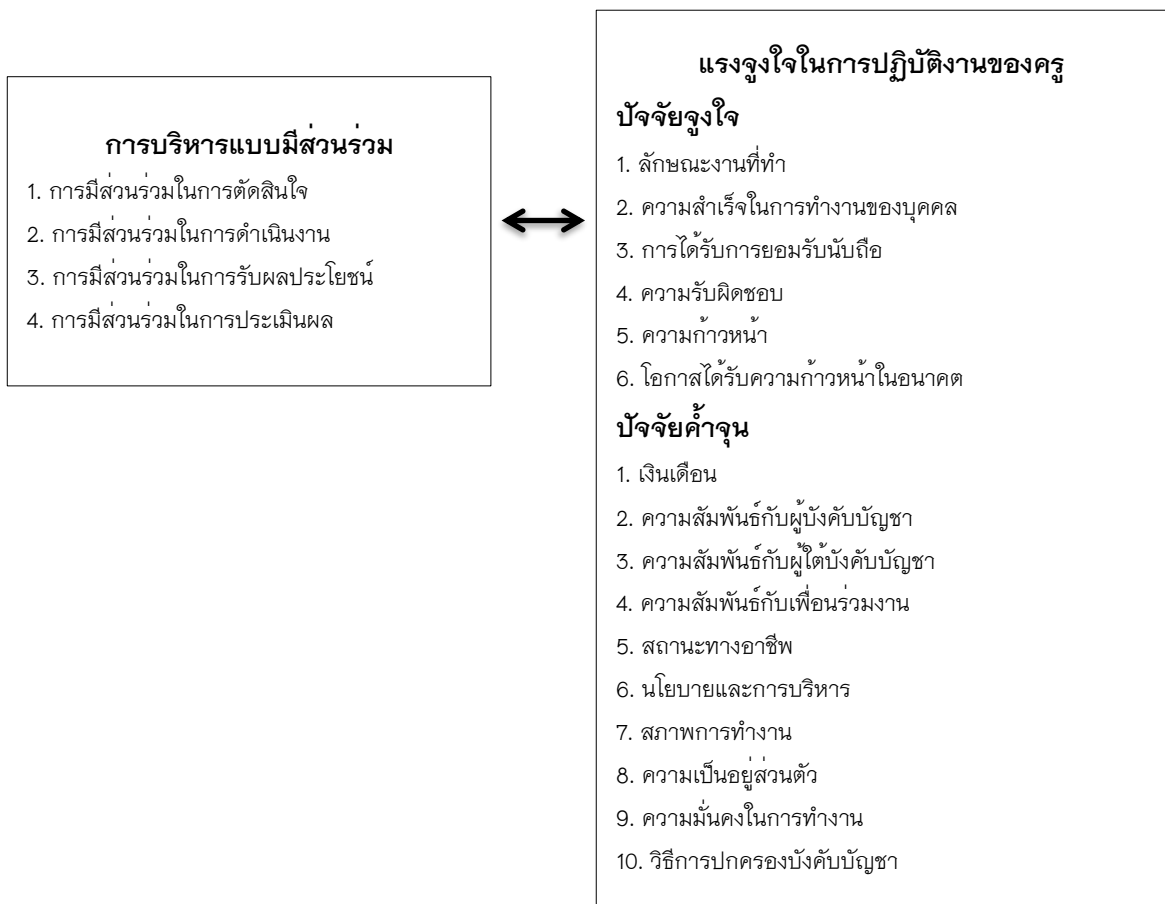 การบริหารแบบมีส่วนร่วม
1. การมีส่วนร่วมในการตัดสินใจ
2. การมีส่วนร่วมในการดำเนินงาน
3. การมีส่วนร่วมในการรับผลประโยชน์
4. การมีส่วนร่วมในการประเมินผล
แรงจูงใจในการปฏิบัติงานของครู
ปัจจัยจูงใจ
1. ลักษณะงานที่ทำ
2. ความสำเร็จในการทำงานของบุคคล
3. การได้รับการยอมรับนับถือ
4. ความรับผิดชอบ
5. ความก้าวหน้า
6. โอกาสได้รับความก้าวหน้าในอนาคต
ปัจจัยค้ำจุน
1. เงินเดือน
2. ความสัมพันธ์กับผู้บังคับบัญชา
3. ความสัมพันธ์กับผู้ใต้บังคับบัญชา
4. ความสัมพันธ์กับเพื่อนร่วมงาน
5. สถานะทางอาชีพ
6. นโยบายและการบริหาร
7. สภาพการทำงาน
8. ความเป็นอยู่ส่วนตัว
9. ความมั่นคงในการทำงาน
10. วิธีการปกครองบังคับบัญชา